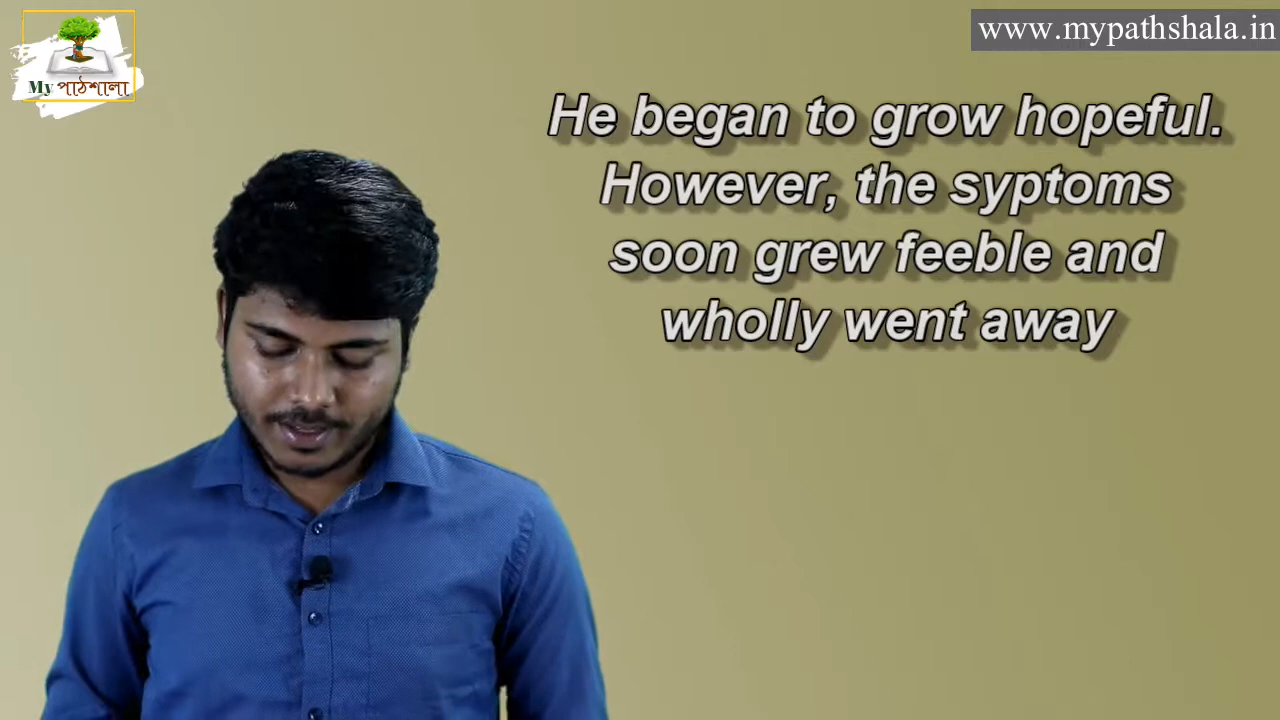 www.mypathshala.in
My পাঠশালা
He began to grow hopeful.
However, the syptoms
soon grew feeble and
wholly went away